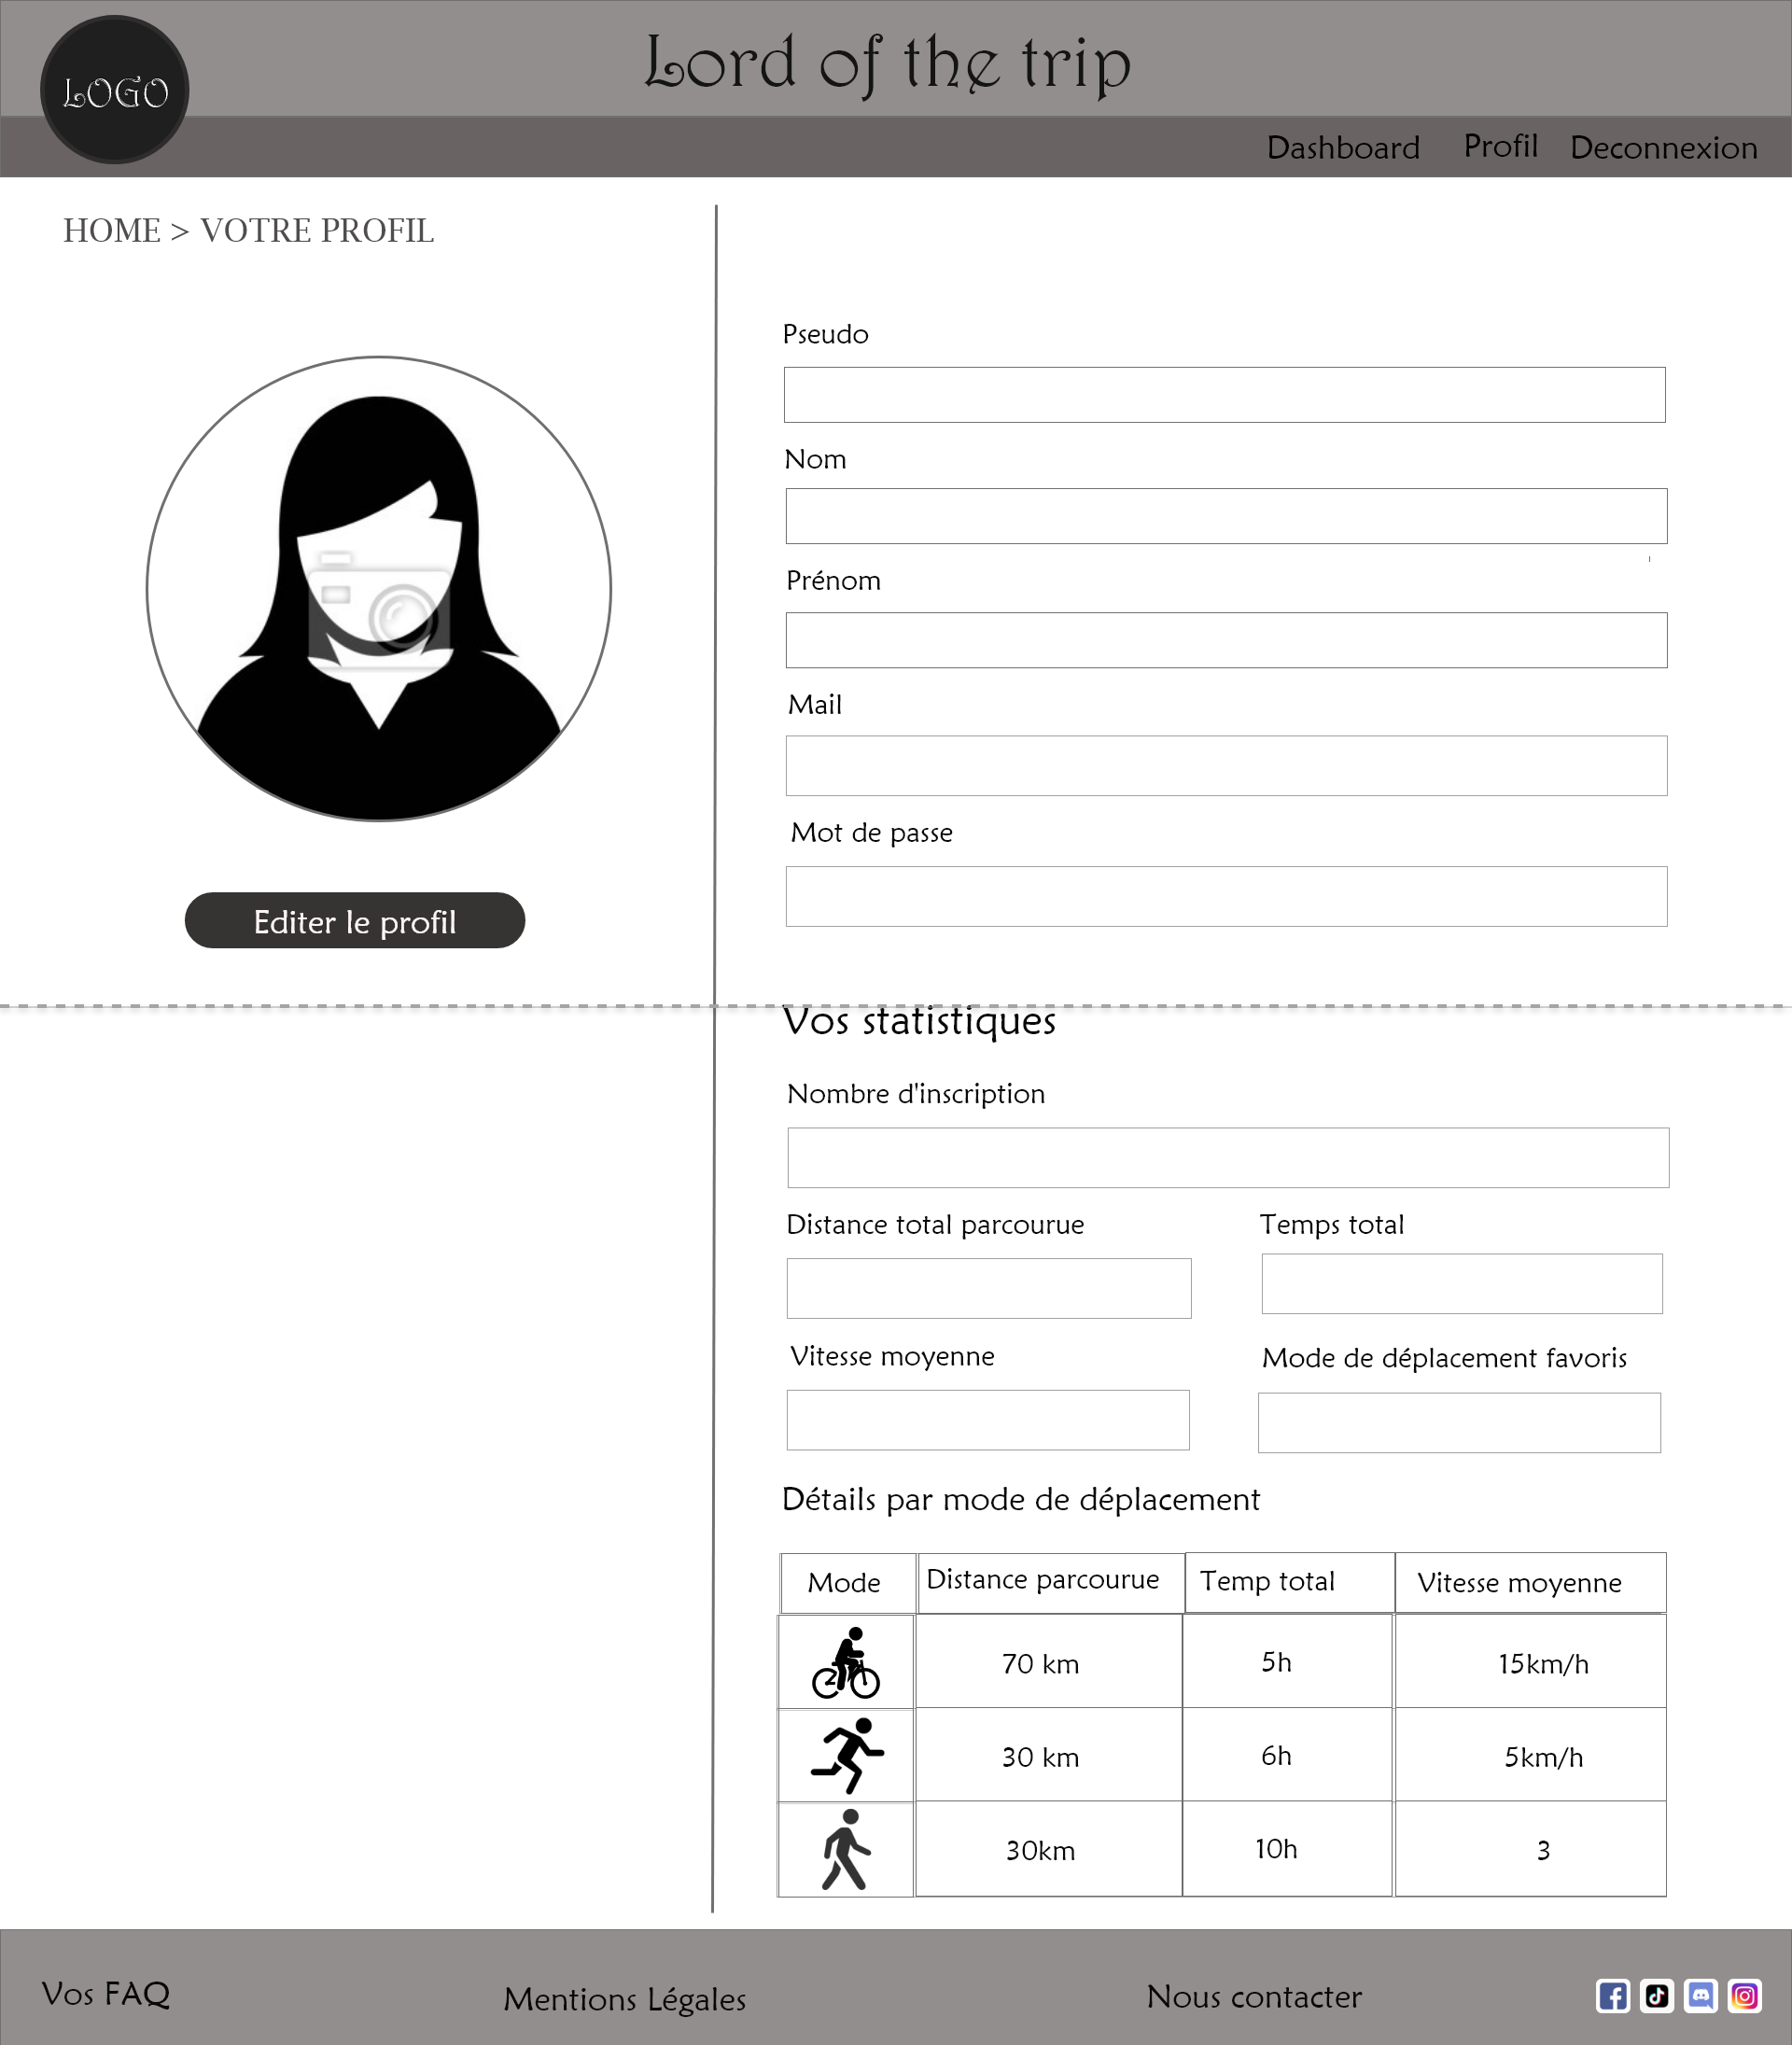 LOGO
Lord of the trip
Dashboard Profil Deconnexion
HOME > VOTRE PROFIL
Pseudo
Nom
Prénom
Mail
Mot de passe
Editer le profil
Vos statistiques
Nombre d'inscription
Distance total parcourue Temps total
Vitesse moyenne Mode de déplacement favoris
Détails par mode de déplacement
Mode Distance parcourue Temp total Vitesse moyenne
70 km 5h 15km/h
30 km 6h 5km/h
30km 10h 3
Vos FAQ Mentions Légales Nous contacter